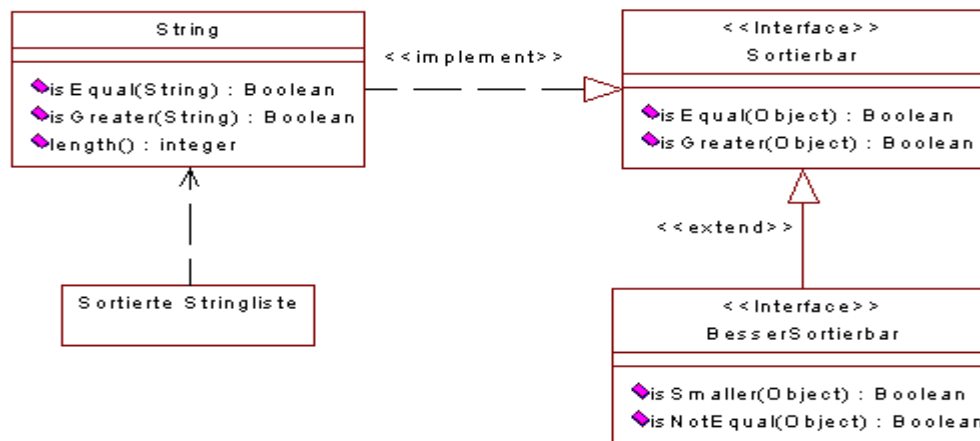 String
isEqual(String) : Boolean
isGreater(String) : Boolean
length() : integer
<<implement>>
<<Interface>>
Sortierbar
isEqual(Object) : Boolean
isGreater(Object) : Boolean
<<extend>>
Sortierte Stringliste
<<Interface>>
BesserSortierbar
isSmaller(Object) : Boolean
isNotEqual(Object) : Boolean